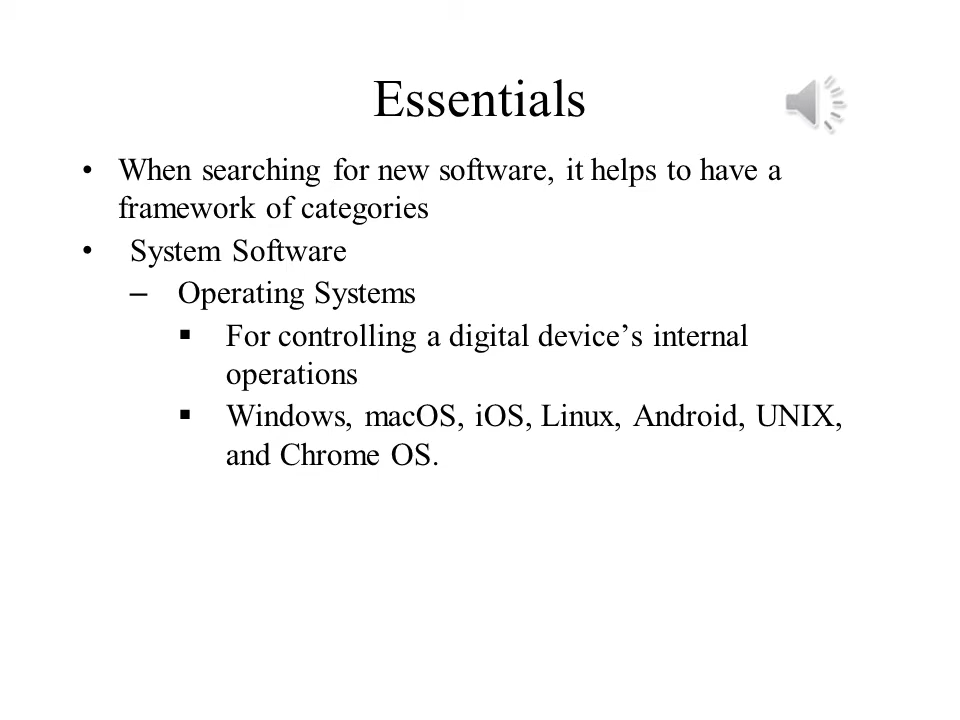 Essentials
• When searching for new software, it helps to have a
framework of categories
• System Software
– Operating Systems
▪ For controlling a digital device’s internal
operations
▪ Windows, macOS, iOS, Linux, Android, UNIX,
and Chrome OS.